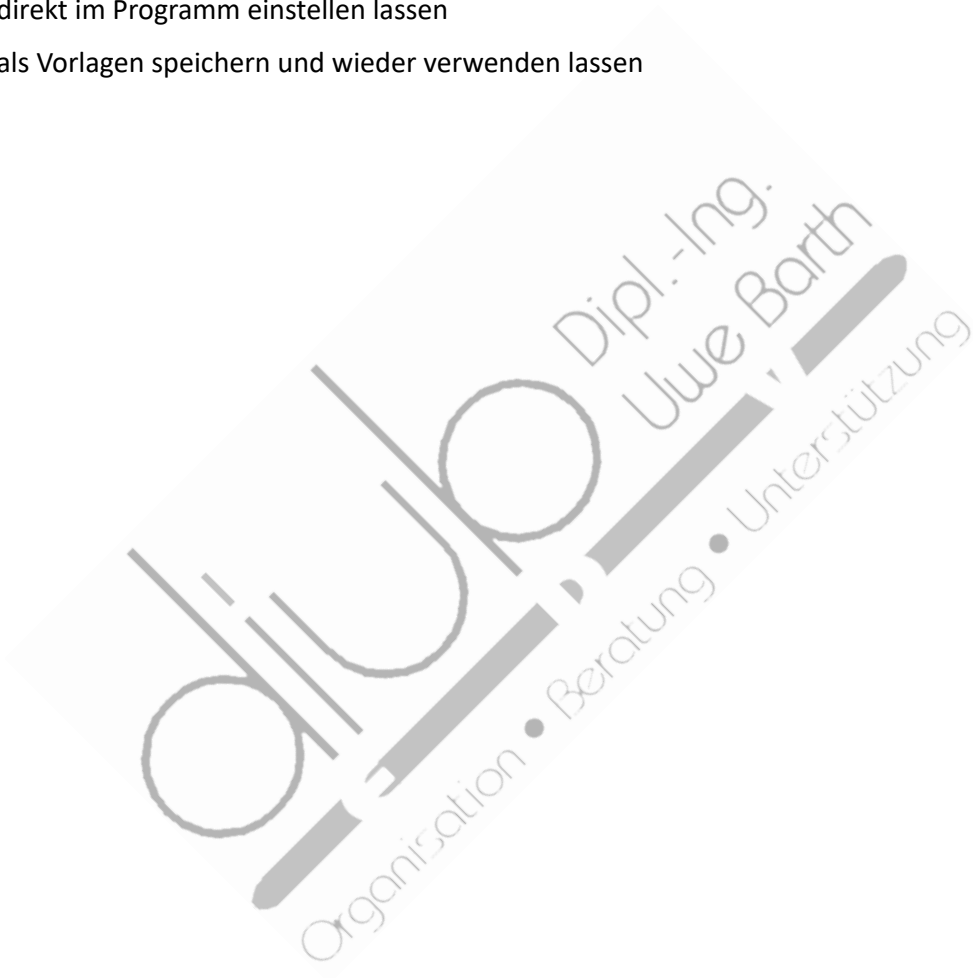 direkt im Programm einstellen lassen
als Vorlagen speichern und wieder verwenden lassen
Dipl.-Ng.
Uwe Barth
diub
Organisation • Beratung • Unterstützung